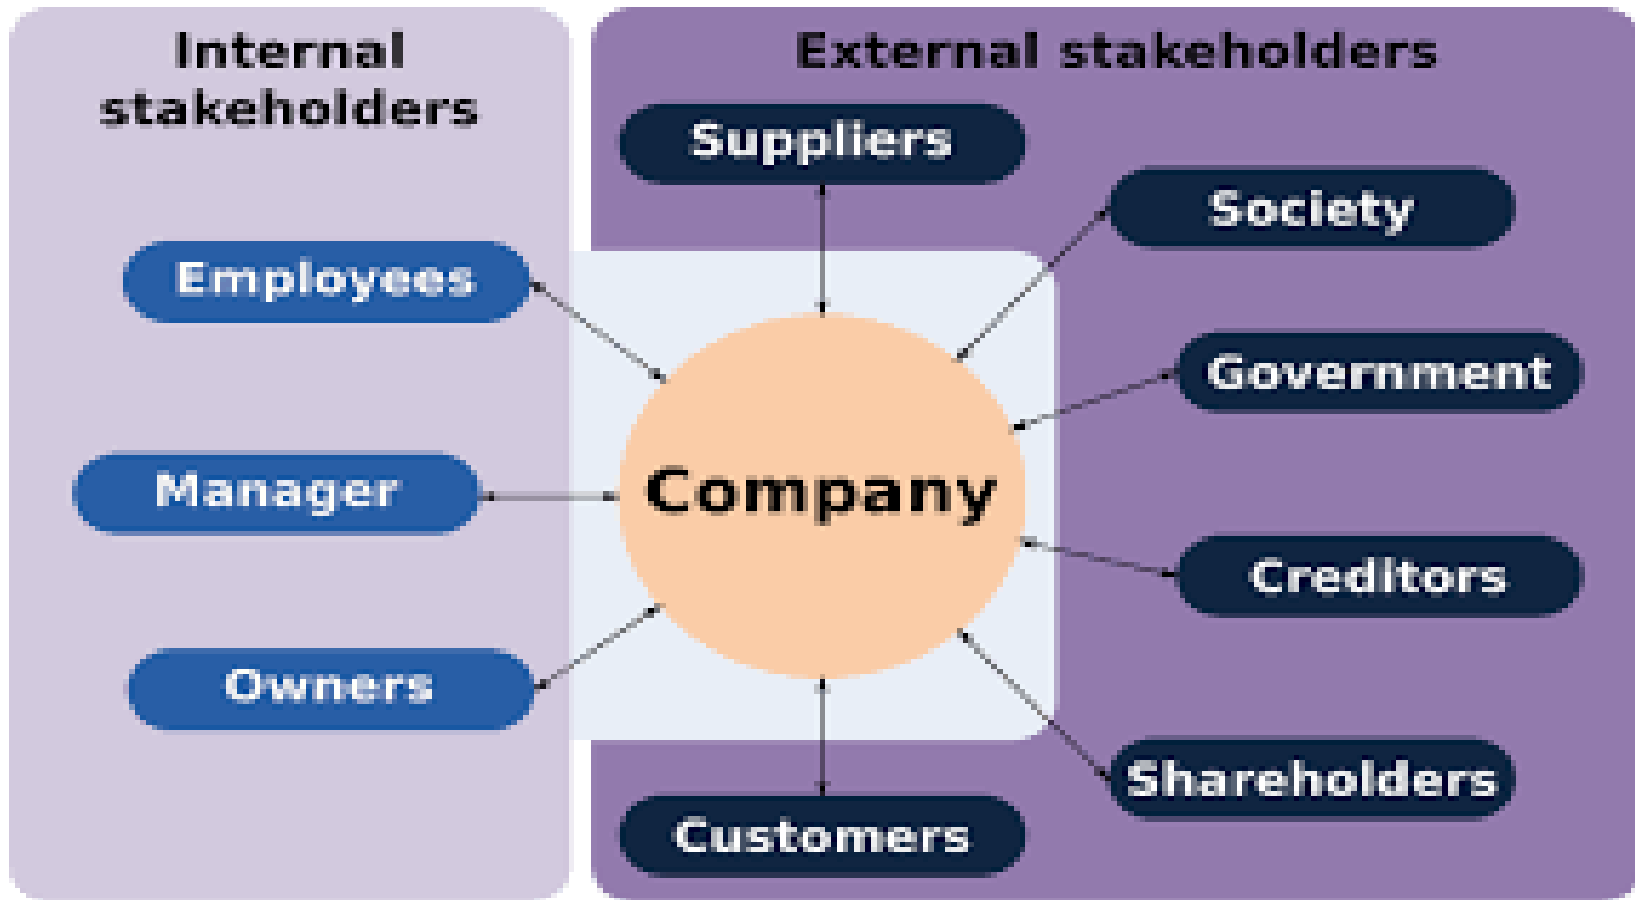 Internal
stakeholders
External stakeholders
Suppliers
Society
Employees
Government
Manager
Company
Creditors
Owners
Shareholders
Customers